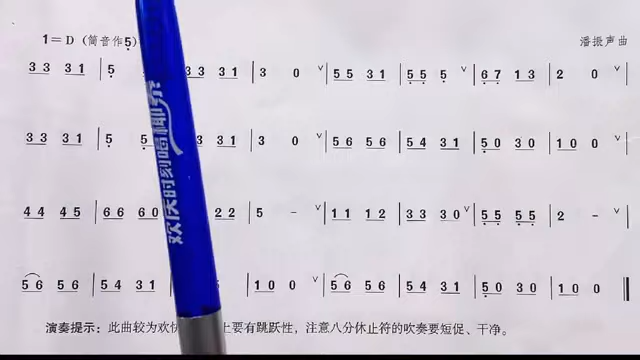 1=D（筒音作5） 潘振声 曲
3 3 3 1 | 5 3 3 1 | 3 0 ∨ | 5 5 3 1 | 5 5 5 ∨ | 6 7 1 3 | 2 0 ∨ |
3 3 3 1 | 5 5 3 1 | 3 0 ∨ | 5 6 5 6 | 5 4 3 1 | 5 0 3 0 | 1 0 0 ∨ |
4 4 4 5 | 6 6 6 0 2 2 | 5 - ∨ | 1 1 1 2 | 3 3 3 0 ∨ | 5 5 5 5 | 2 - ∨ |
5 6 5 6 | 5 4 3 1 | 5 | 1 0 0 ∨ | 5 6 5 6 | 5 4 3 1 | 5 0 3 0 | 1 0 0 ‖
演奏提示：此曲较为欢 上要有跳跃性，注意八分休止符的吹奏要短促、干净。
欢庆时刻喝椰乐